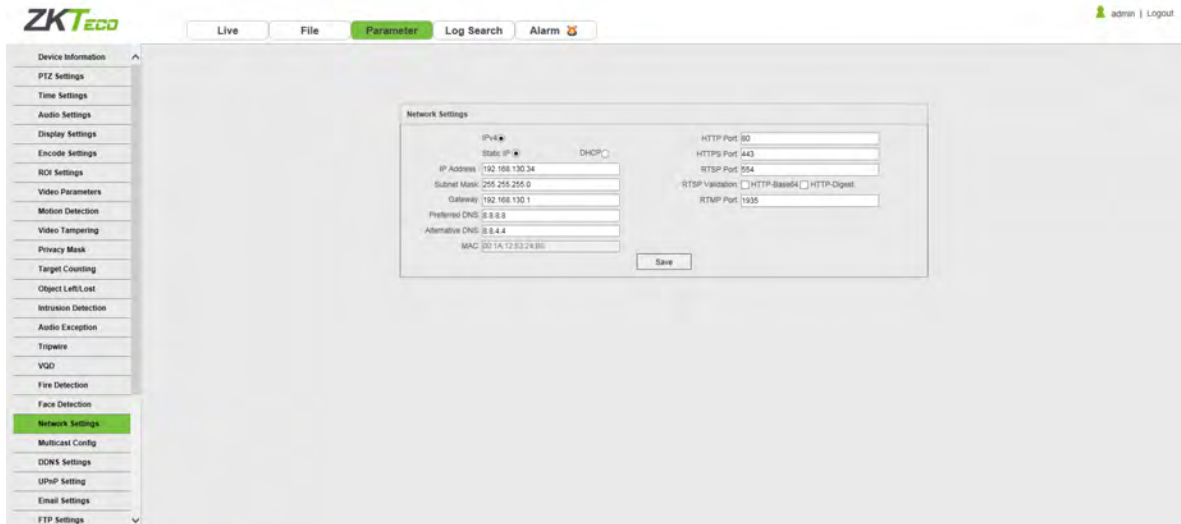 ZKTeco
admin | Logout
Live File Parameter Log Search Alarm
Device Information
PTZ Settings
Time Settings
Audio Settings
Display Settings
Encode Settings
ROI Settings
Video Parameters
Motion Detection
Video Tampering
Privacy Mask
Target Counting
Object Left/Lost
Intrusion Detection
Audio Exception
Tripwire
VQD
Fire Detection
Face Detection
Network Settings
Multicast Config
DDNS Settings
UPnP Setting
Email Settings
FTP Settings
Network Settings
IPv4
Static IP DHCP
IP Address 192.168.130.34
Subnet Mask 255.255.255.0
Gateway 192.168.130.1
Preferred DNS 8.8.8.8
Alternative DNS 8.8.4.4
MAC
HTTP Port 80
HTTPS Port 443
RTSP Port 554
RTSP Validation HTTP-Base64 HTTP-Digest
RTMP Port 1935
Save